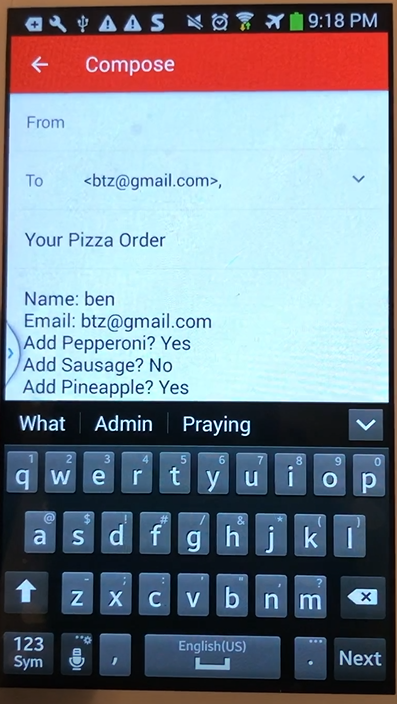 9:18 PM
Compose
From
To <btz@gmail.com>,
Your Pizza Order
Name: ben
Email: btz@gmail.com
Add Pepperoni? Yes
Add Sausage? No
Add Pineapple? Yes
What Admin Praying
1 2 3 4 5 6 7 8 9 0
q w e r t y u i o p
@ $ ! # / & * ( )
a s d f g h j k l
- ; : ' " , ?
z x c v b n m
123 English(US) ...
Sym , . Next